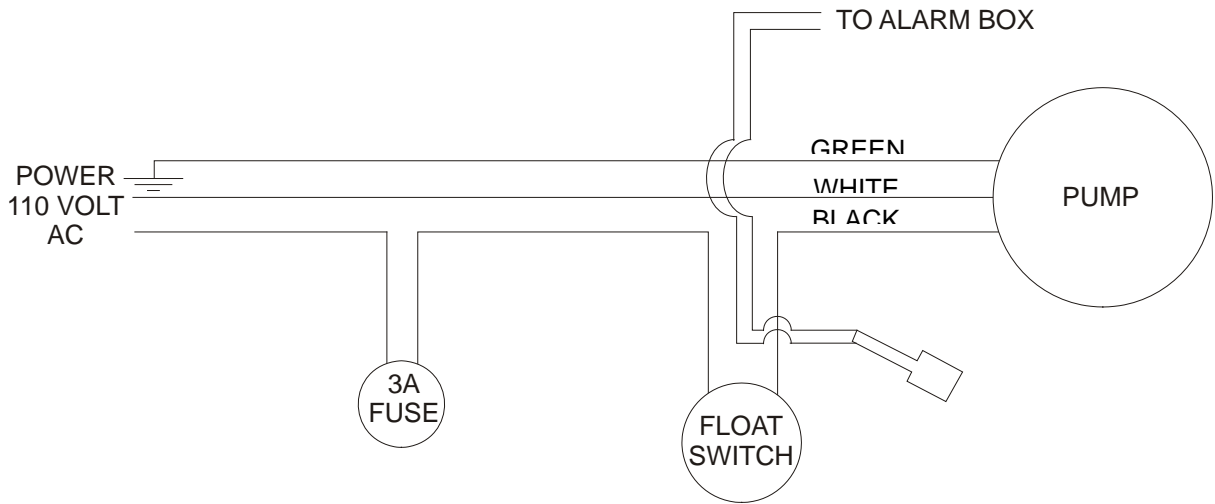 TO ALARM BOX
GREEN
POWER
110 VOLT
AC
WHITE
BLACK
PUMP
3A
FUSE
FLOAT
SWITCH